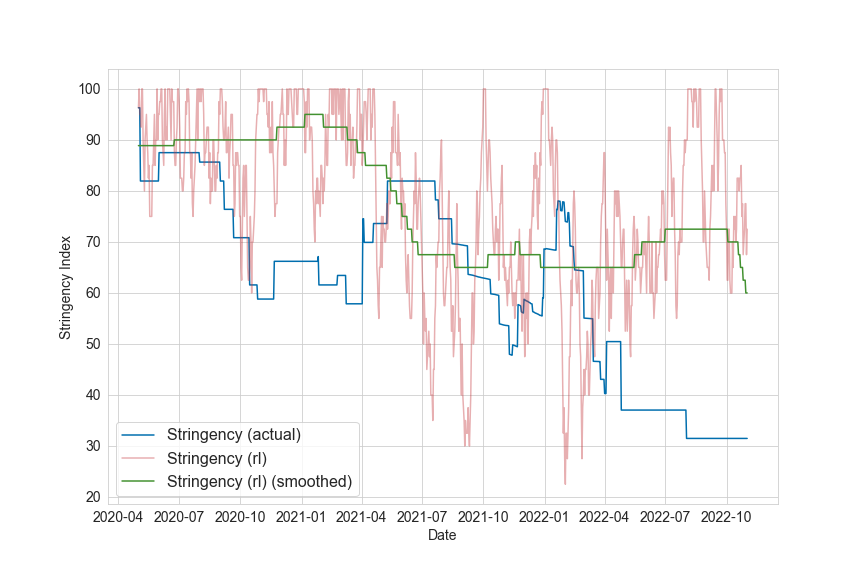 100
90
80
70
60
50
40
30
20
Stringency Index
Stringency (actual)
Stringency (rl)
Stringency (rl) (smoothed)
2020-04 2020-07 2020-10 2021-01 2021-04 2021-07 2021-10 2022-01 2022-04 2022-07 2022-10
Date